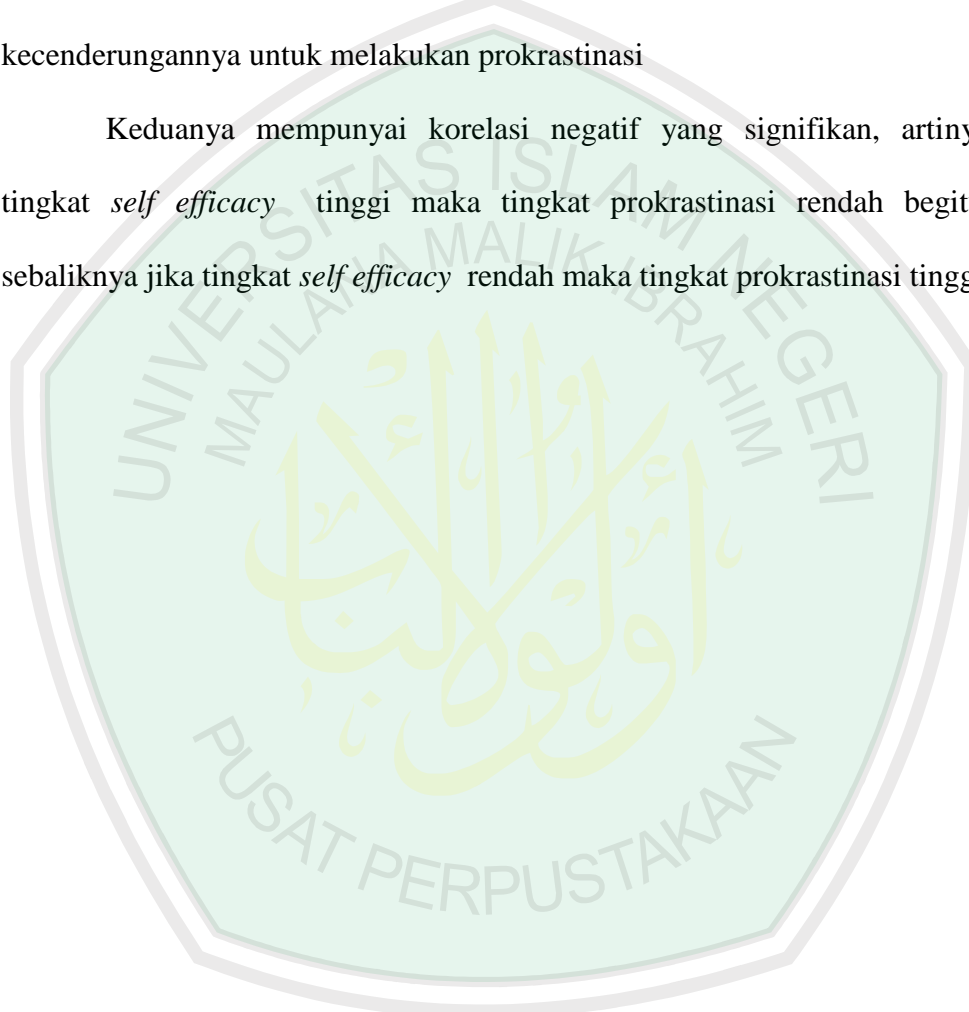 kecenderungannya untuk melakukan prokrastinasi
Keduanya mempunyai korelasi negatif yang signifikan, artiny
tingkat self efficacy tinggi maka tingkat prokrastinasi rendah begit
sebaliknya jika tingkat self efficacy rendah maka tingkat prokrastinasi tingg
UNIVERSITAS ISLAM NEGERI
MAULANA MALIK IBRAHIM
أولوا الألباب
PUSAT PERPUSTAKAAN